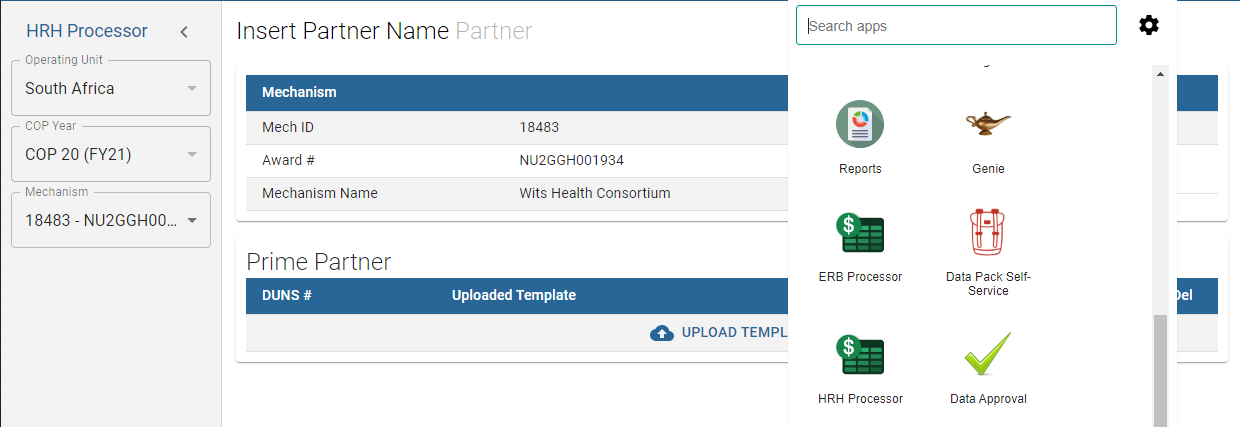 HRH Processor
Operating Unit
South Africa
COP Year
COP 20 (FY21)
Mechanism
18483 - NU2GGH00...
Insert Partner Name Partner
Mechanism
Mech ID 18483
Award # NU2GGH001934
Mechanism Name Wits Health Consortium
Prime Partner
DUNS # Uploaded Template Del
UPLOAD TEMPL
Search apps
Reports Genie
ERB Processor Data Pack Self-
Service
HRH Processor Data Approval